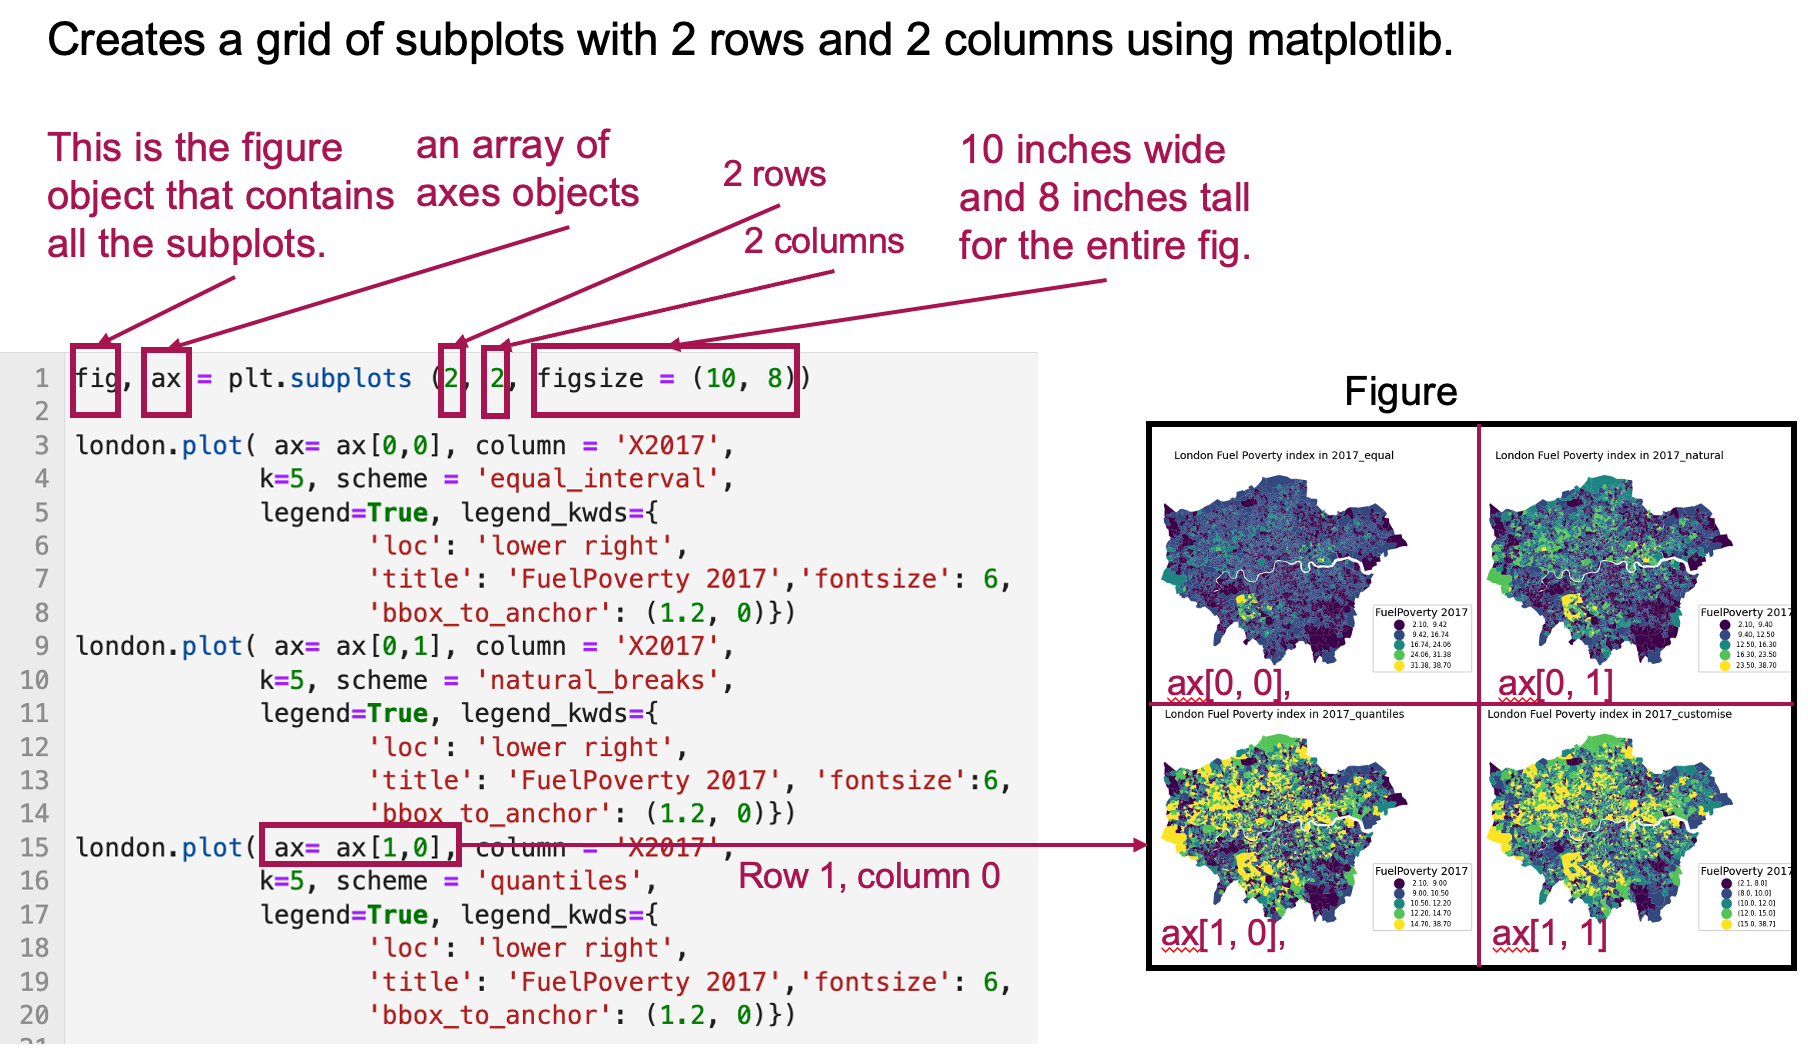 Creates a grid of subplots with 2 rows and 2 columns using matplotlib.
This is the figure
object that contains
all the subplots.
an array of
axes objects
2 rows
2 columns
10 inches wide
and 8 inches tall
for the entire fig.
1 fig, ax = plt.subplots (2, 2, figsize = (10, 8))
2
3 london.plot( ax= ax[0,0], column = 'X2017',
4 k=5, scheme = 'equal_interval',
5 legend=True, legend_kwds={
6 'loc': 'lower right',
7 'title': 'FuelPoverty 2017','fontsize': 6,
8 'bbox_to_anchor': (1.2, 0)})
9 london.plot( ax= ax[0,1], column = 'X2017',
10 k=5, scheme = 'natural_breaks',
11 legend=True, legend_kwds={
12 'loc': 'lower right',
13 'title': 'FuelPoverty 2017', 'fontsize':6,
14 'bbox_to_anchor': (1.2, 0)})
15 london.plot( ax= ax[1,0], column = 'X2017',
16 k=5, scheme = 'quantiles',
17 legend=True, legend_kwds={
18 'loc': 'lower right',
19 'title': 'FuelPoverty 2017','fontsize': 6,
20 'bbox_to_anchor': (1.2, 0)})
Row 1, column 0
Figure
London Fuel Poverty index in 2017_equal
FuelPoverty 2017
2.10, 9.42
9.42, 16.74
16.74, 24.06
24.06, 31.38
31.38, 38.70
ax[0, 0],
London Fuel Poverty index in 2017_natural
FuelPoverty 2017
2.10, 9.40
9.40, 12.50
12.50, 16.30
16.30, 23.50
23.50, 38.70
ax[0, 1]
London Fuel Poverty index in 2017_quantiles
FuelPoverty 2017
2.10, 9.00
9.00, 10.50
10.50, 12.20
12.20, 14.70
14.70, 38.70
ax[1, 0],
London Fuel Poverty index in 2017_customise
FuelPoverty 2017
(2.1, 8.0]
(8.0, 10.0]
(10.0, 12.0]
(12.0, 15.0]
(15.0, 38.7]
ax[1, 1]